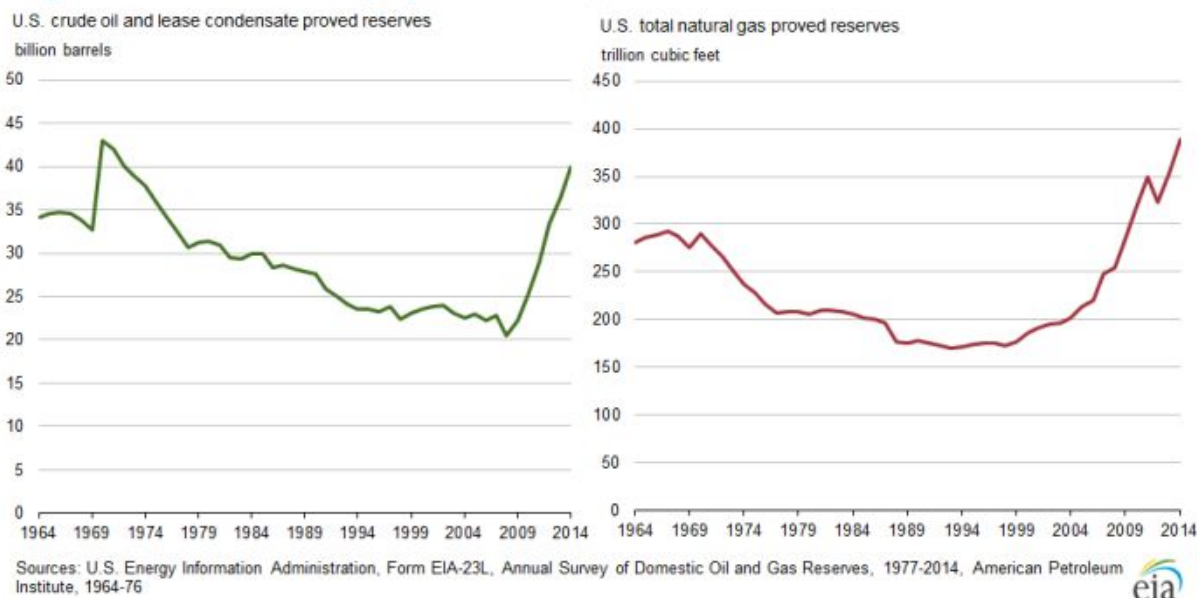 U.S. crude oil and lease condensate proved reserves
billion barrels
50
45
40
35
30
25
20
15
10
5
0
1964 1969 1974 1979 1984 1989 1994 1999 2004 2009 2014
U.S. total natural gas proved reserves
trillion cubic feet
450
400
350
300
250
200
150
100
50
0
1964 1969 1974 1979 1984 1989 1994 1999 2004 2009 2014
Sources: U.S. Energy Information Administration, Form EIA-23L, Annual Survey of Domestic Oil and Gas Reserves, 1977-2014, American Petroleum
Institute, 1964-76
eia